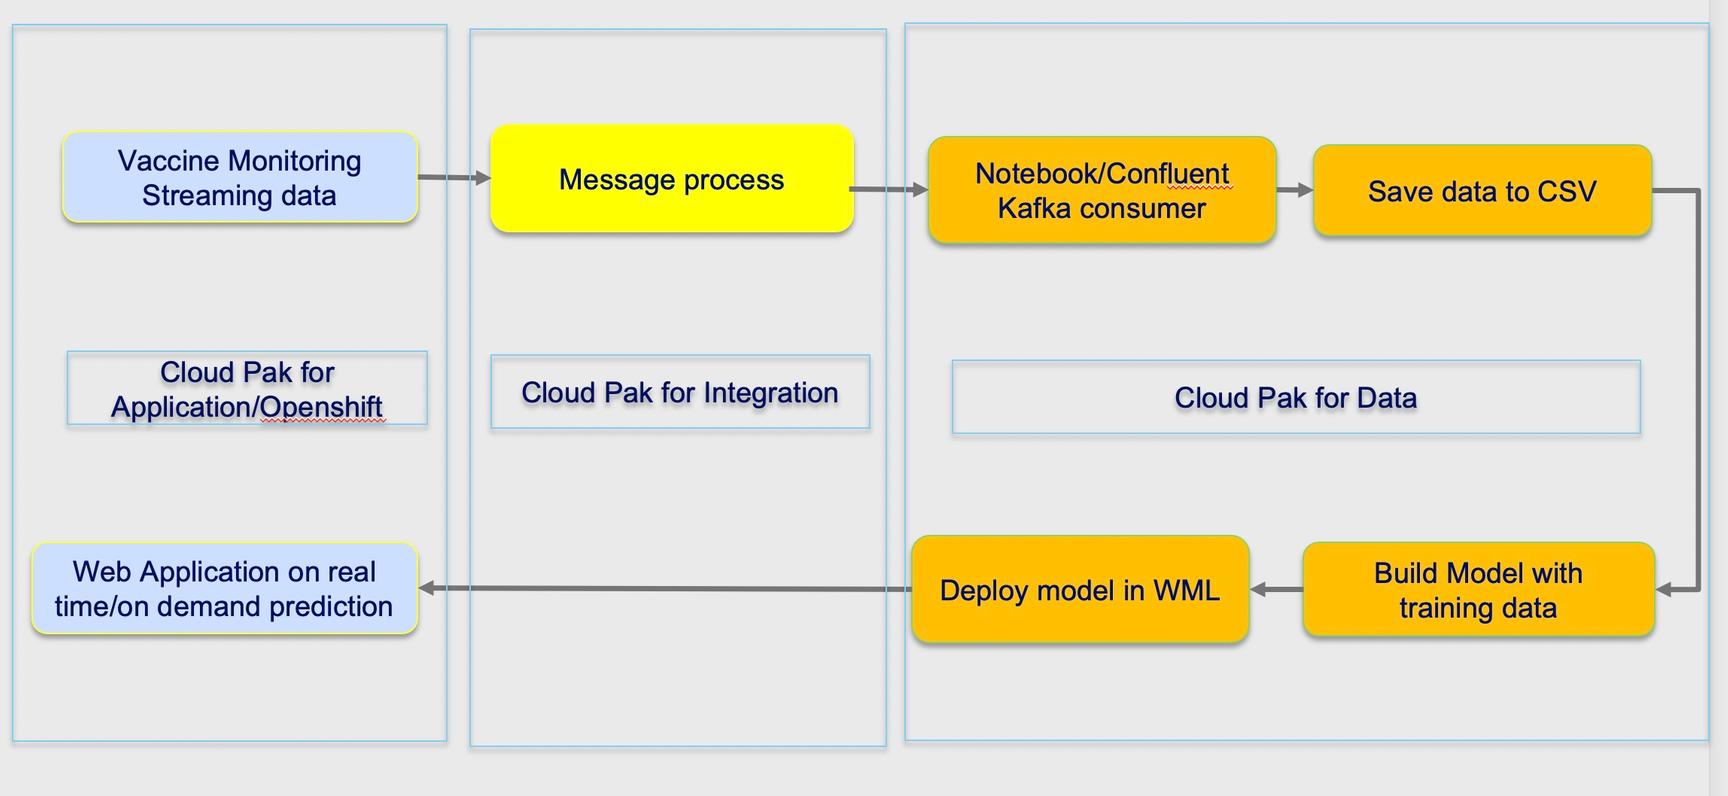 Vaccine Monitoring
Streaming data
Message process
Notebook/Confluent
Kafka consumer
Save data to CSV
Cloud Pak for
Application/Openshift
Cloud Pak for Integration
Cloud Pak for Data
Web Application on real
time/on demand prediction
Deploy model in WML
Build Model with
training data